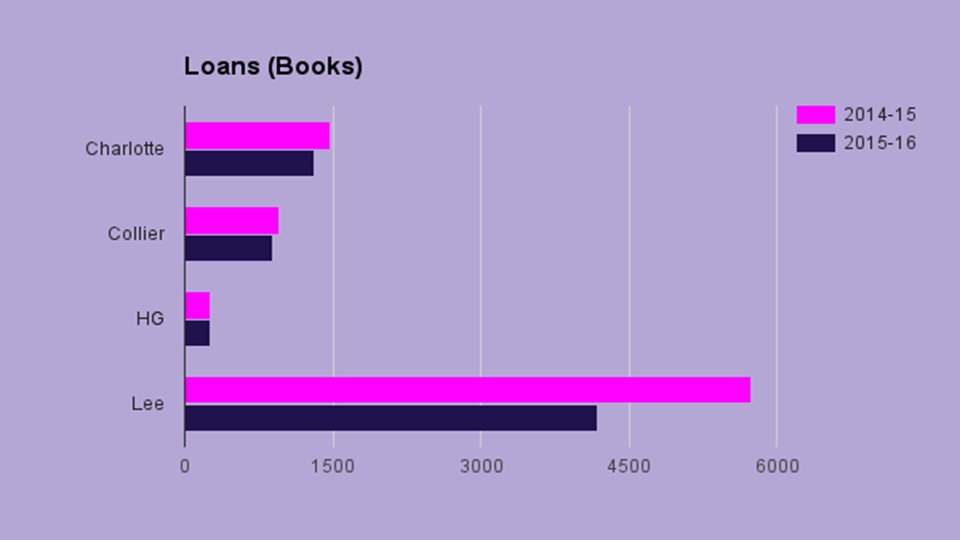 Loans (Books)
2014-15
2015-16
Charlotte
Collier
HG
Lee
0 1500 3000 4500 6000